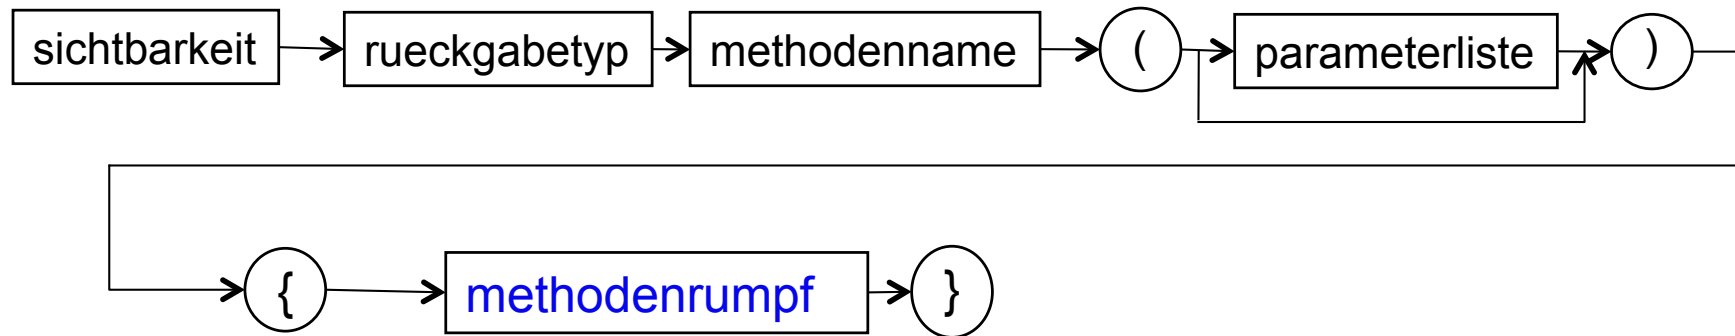 sichtbarkeit rueckgabetyp methodenname ( parameterliste )
{ methodenrumpf }